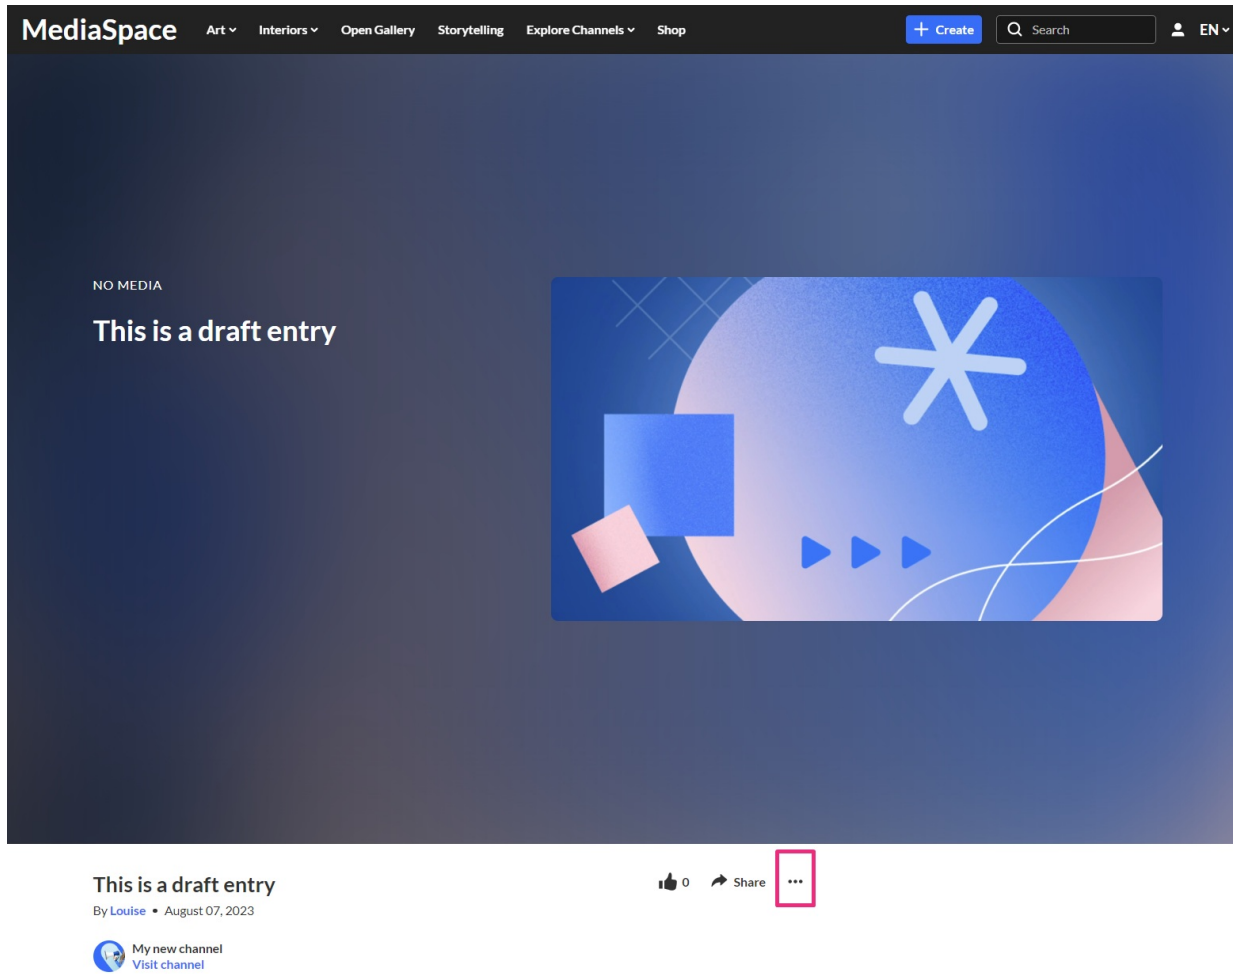 MediaSpace Art Interiors Open Gallery Storytelling Explore Channels Shop + Create Search EN
NO MEDIA
This is a draft entry
This is a draft entry
0 Share ...
By Louise • August 07, 2023
My new channel
Visit channel